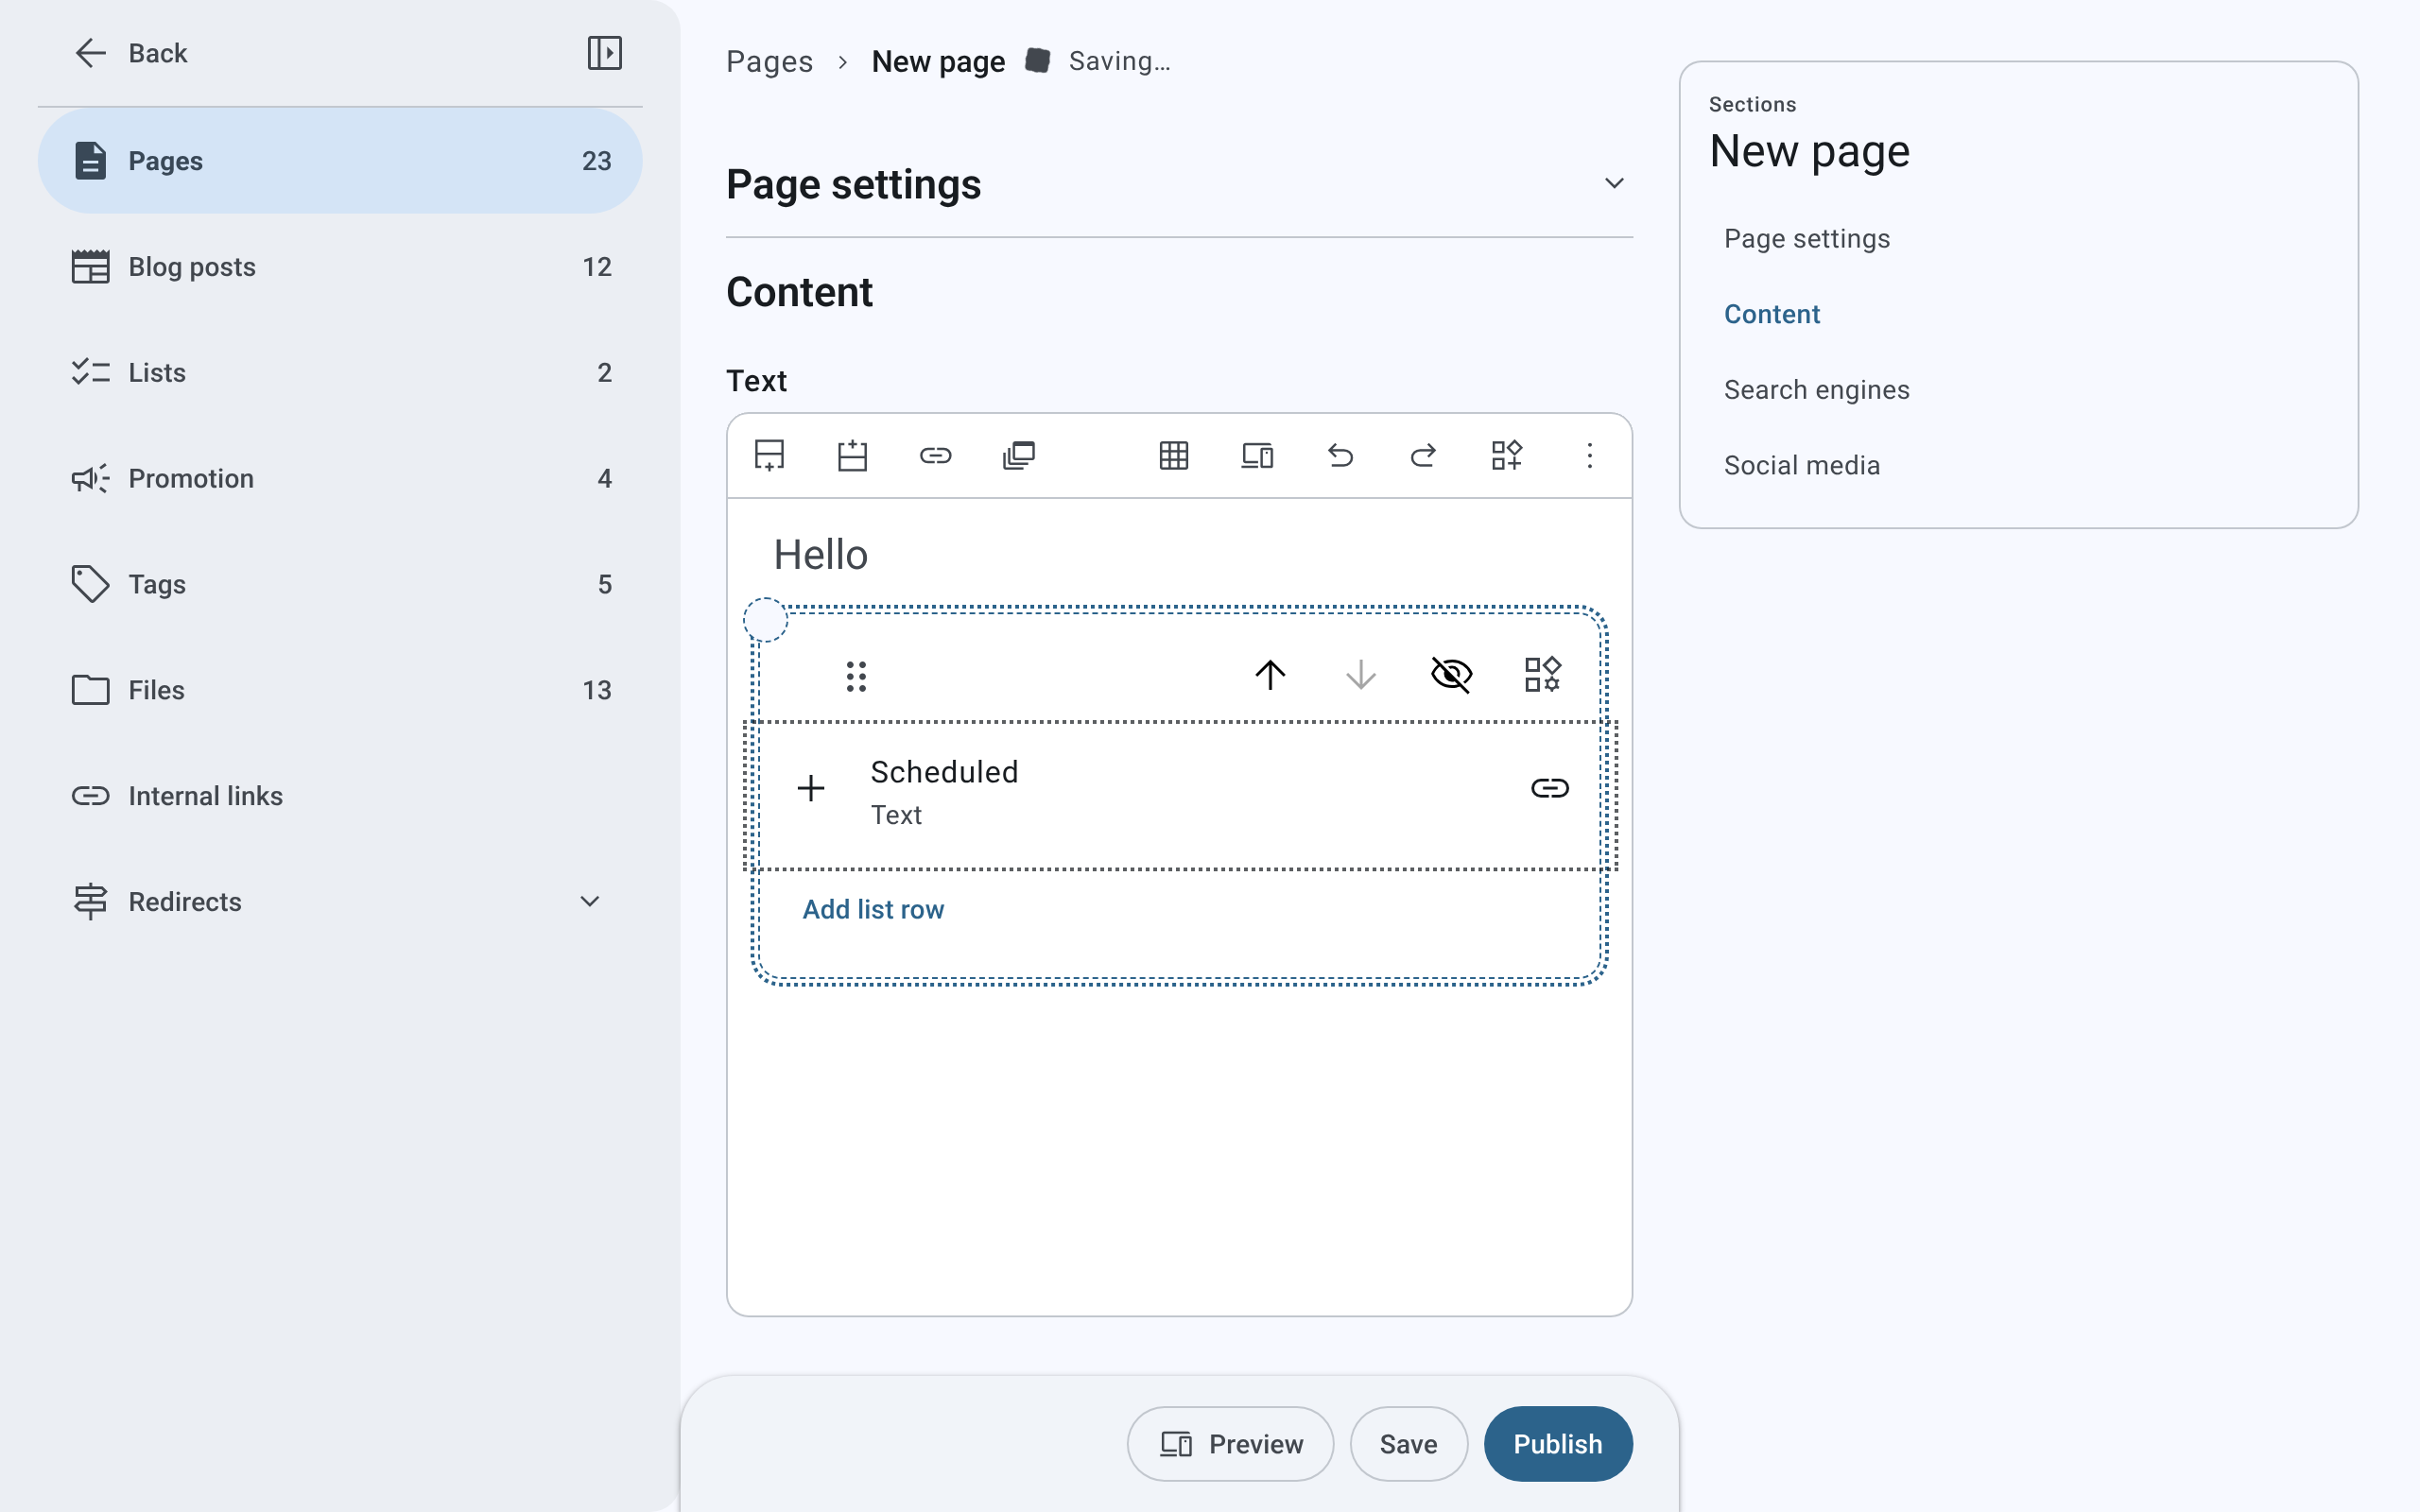 Back
Pages 23
Blog posts 12
Lists 2
Promotion 4
Tags 5
Files 13
Internal links
Redirects
Pages › New page Saving...
Page settings
Content
Text
Hello
Scheduled
Text
Add list row
Preview Save Publish
Sections
New page
Page settings
Content
Search engines
Social media